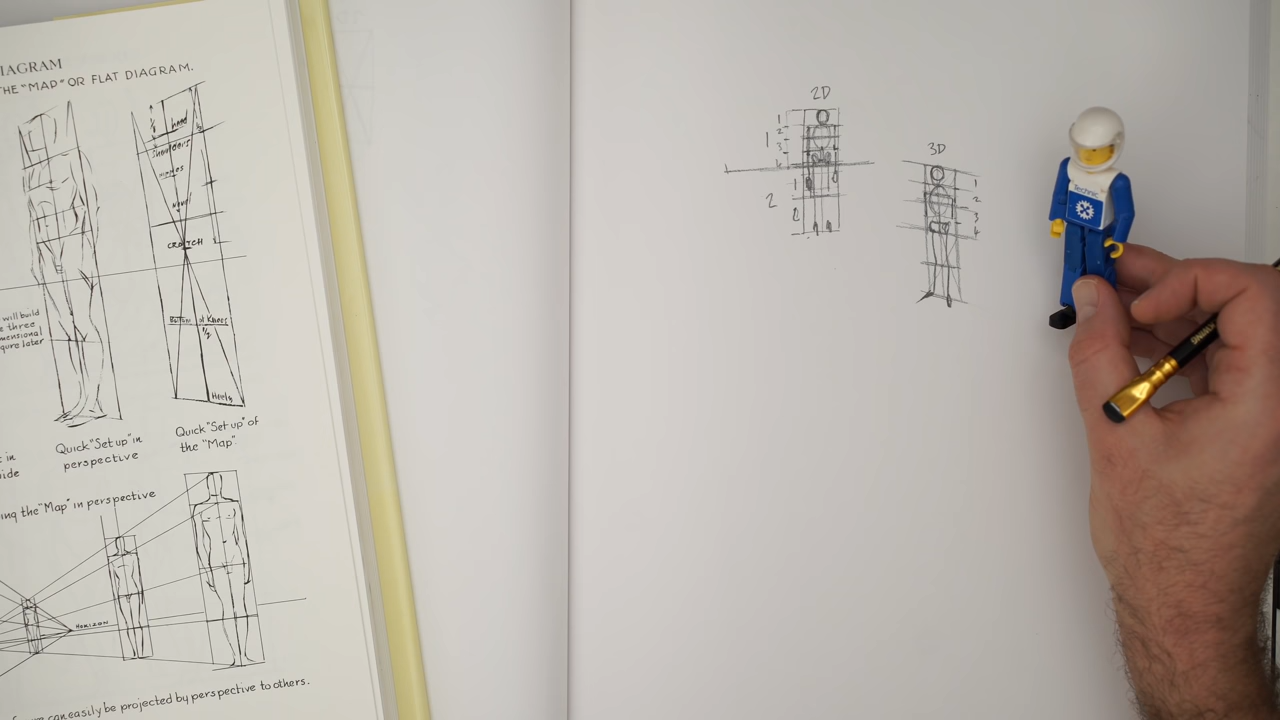 IAGRAM
THE "MAP" OR FLAT DIAGRAM.
head
Shoulders
nipples
Navel
CROTCH
Bottom of Knees
1/2
Heels
will build
e three
mensional
gure later
t in
ide
Quick "Set up" in
perspective
Quick "Set up" of
the "Map".
ing the "Map" in perspective
HORIZON
can easily be projected by perspective to others.
2D
1
2
3
4
1
1
2
2
3D
1
2
3
4
Technic